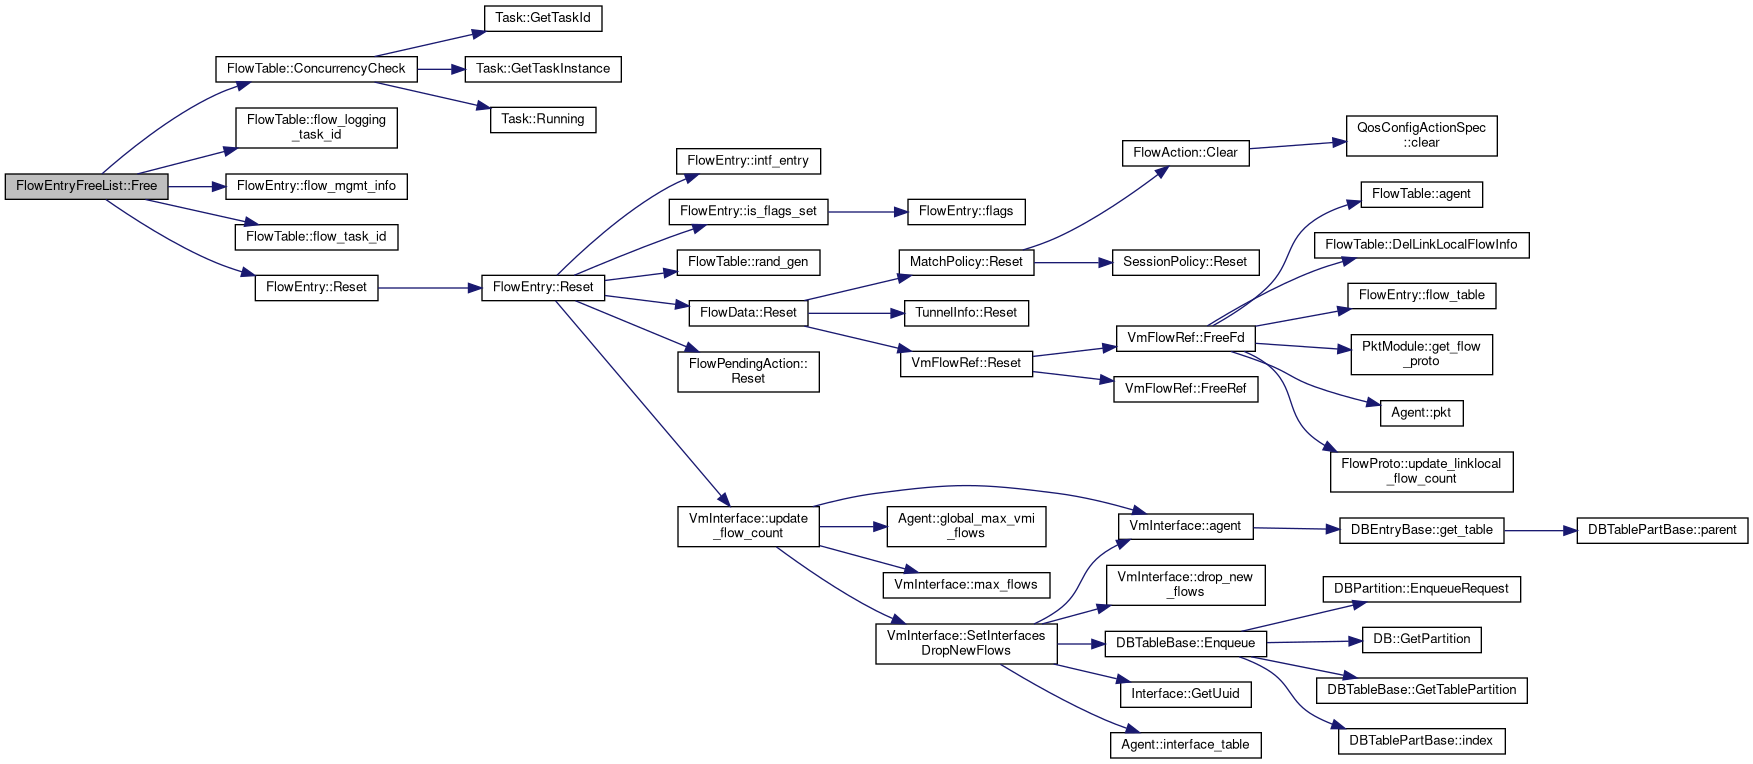 FlowEntryFreeList::Free
FlowTable::ConcurrencyCheck
Task::GetTaskId
Task::GetTaskInstance
Task::Running
FlowTable::flow_logging
_task_id
FlowEntry::flow_mgmt_info
FlowTable::flow_task_id
FlowEntry::Reset
FlowEntry::Reset
FlowEntry::intf_entry
FlowEntry::is_flags_set
FlowEntry::flags
FlowTable::rand_gen
FlowData::Reset
MatchPolicy::Reset
FlowAction::Clear
QosConfigActionSpec
::clear
SessionPolicy::Reset
TunnelInfo::Reset
VmFlowRef::Reset
VmFlowRef::FreeFd
FlowTable::agent
FlowTable::DelLinkLocalFlowInfo
FlowEntry::flow_table
PktModule::get_flow
_proto
Agent::pkt
FlowProto::update_linklocal
_flow_count
VmFlowRef::FreeRef
FlowPendingAction::
Reset
VmInterface::update
_flow_count
Agent::global_max_vmi
_flows
VmInterface::max_flows
VmInterface::SetInterfaces
DropNewFlows
VmInterface::agent
DBEntryBase::get_table
DBTablePartBase::parent
VmInterface::drop_new
_flows
DBTableBase::Enqueue
DBPartition::EnqueueRequest
DB::GetPartition
DBTableBase::GetTablePartition
DBTablePartBase::index
Interface::GetUuid
Agent::interface_table